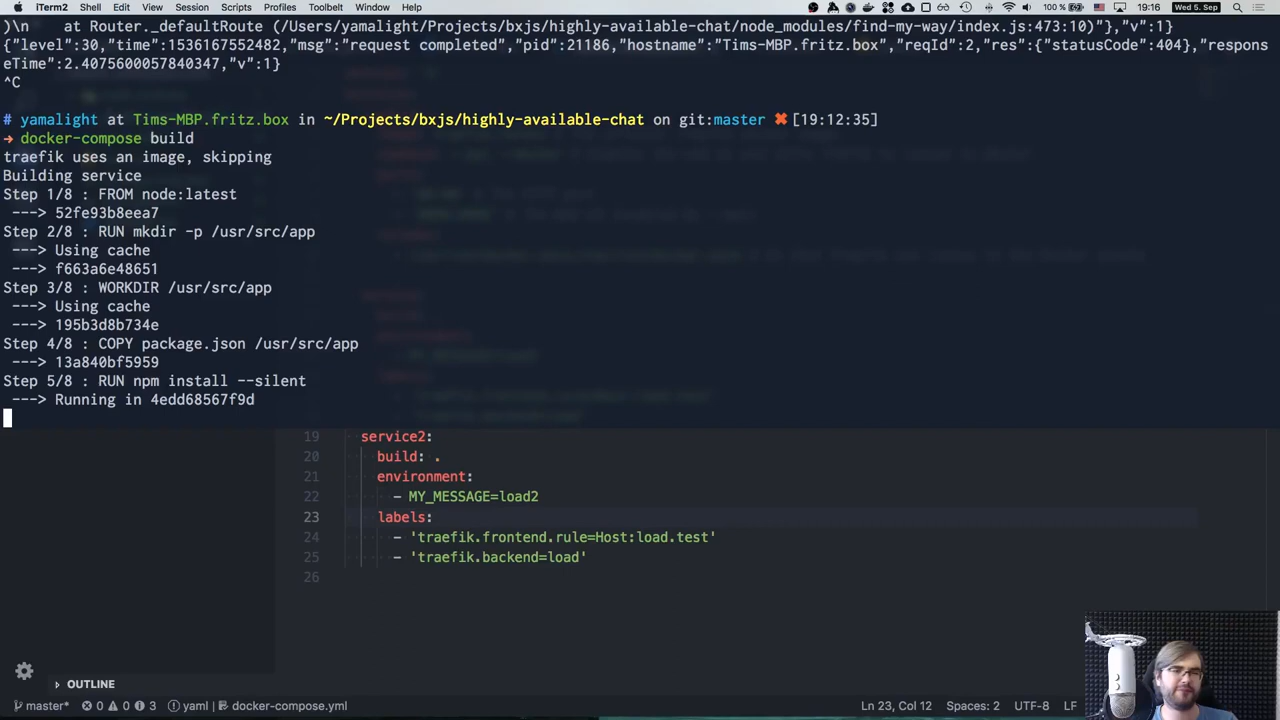 iTerm2 Shell Edit View Session Scripts Profiles Toolbelt Window Help 100% Wed 5. Sep 19:16
)\n    at Router._defaultRoute (/Users/yamalight/Projects/bxjs/highly-available-chat/node_modules/find-my-way/index.js:473:10)"},"v":1}
{"level":30,"time":1536167552482,"msg":"request completed","pid":21186,"hostname":"Tims-MBP.fritz.box","reqId":2,"res":{"statusCode":404},"respons
eTime":2.4075600057840347,"v":1}
^C
# yamalight at Tims-MBP.fritz.box in ~/Projects/bxjs/highly-available-chat on git:master ✖ [19:12:35]
→ docker-compose build
traefik uses an image, skipping
Building service
Step 1/8 : FROM node:latest
 ---> 52fe93b8eea7
Step 2/8 : RUN mkdir -p /usr/src/app
 ---> Using cache
 ---> f663a6e48651
Step 3/8 : WORKDIR /usr/src/app
 ---> Using cache
 ---> 195b3d8b734e
Step 4/8 : COPY package.json /usr/src/app
 ---> 13a840bf5959
Step 5/8 : RUN npm install --silent
 ---> Running in 4edd68567f9d
19 service2:
20 build: .
21 environment:
22 - MY_MESSAGE=load2
23 labels:
24 - 'traefik.frontend.rule=Host:load.test'
25 - 'traefik.backend=load'
26
OUTLINE
master* 0 0 3 yaml | docker-compose.yml Ln 23, Col 12 Spaces: 2 UTF-8 LF